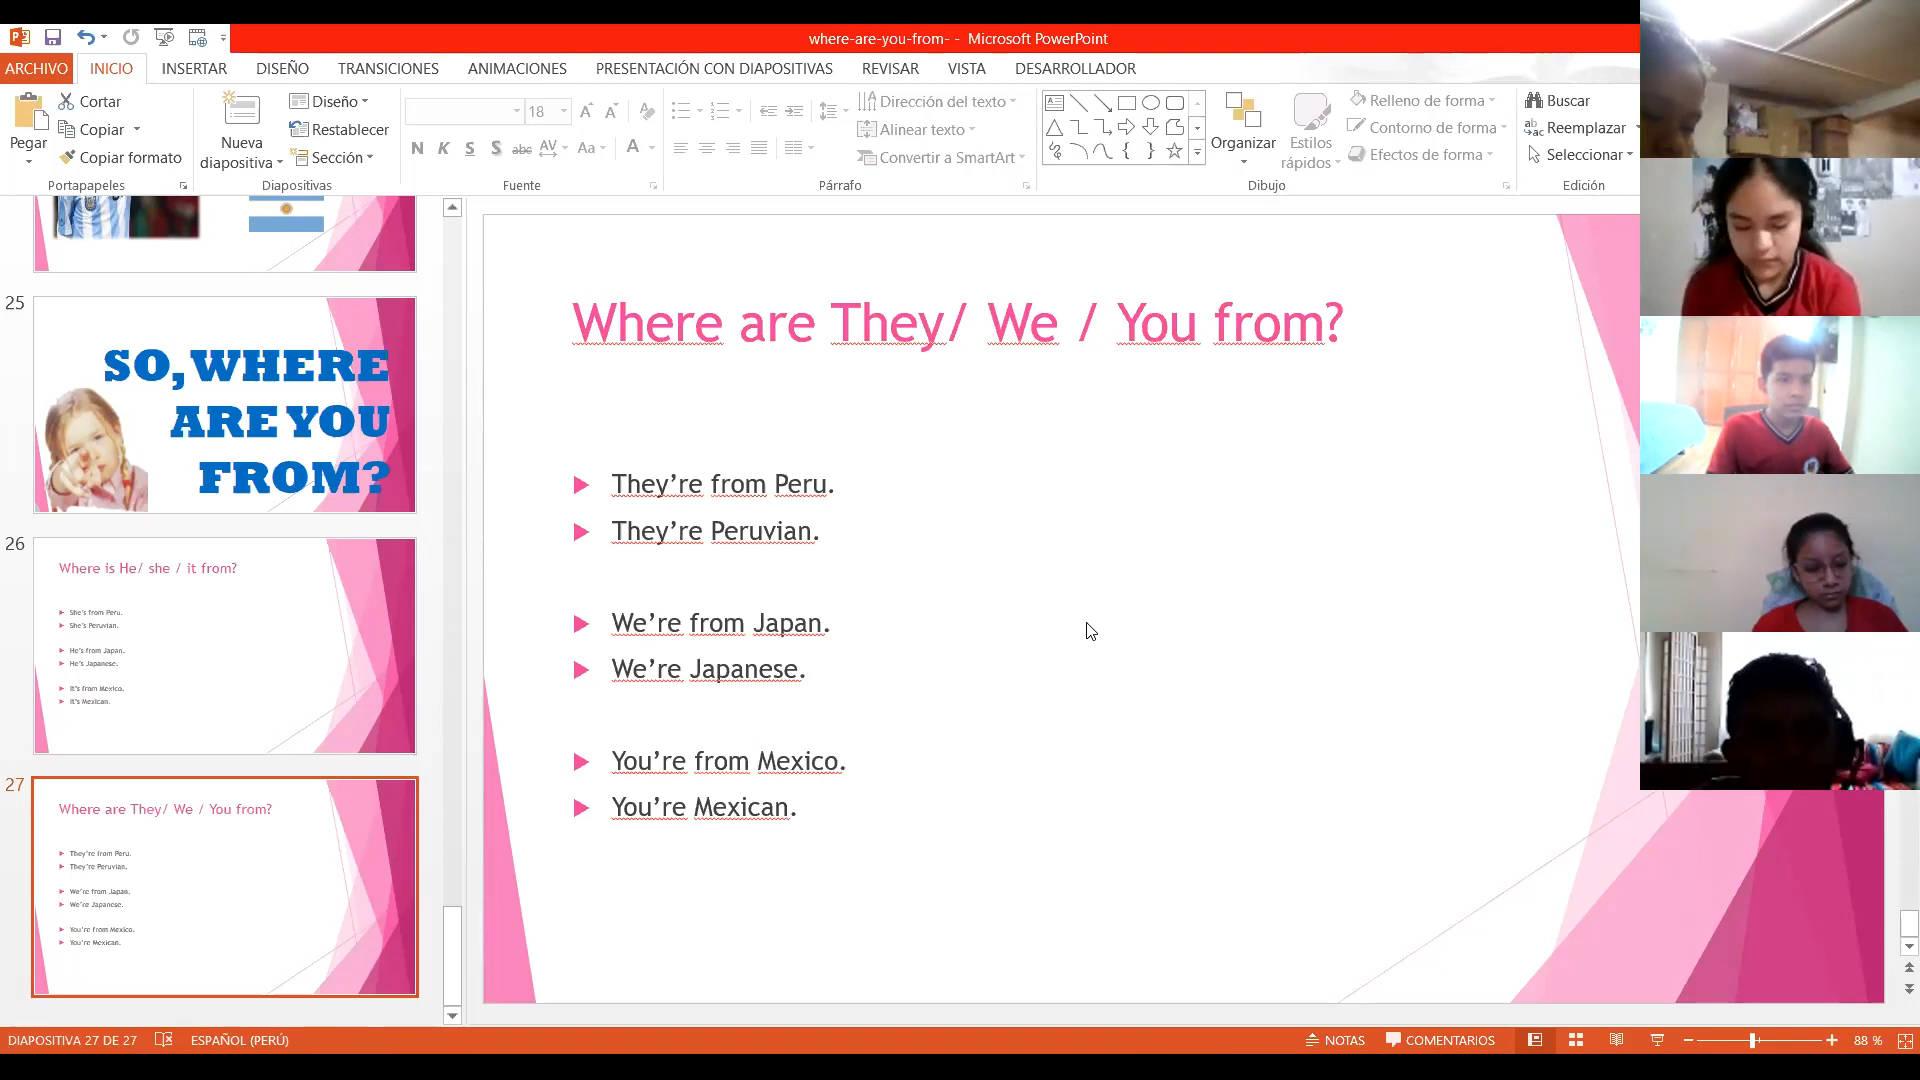 where-are-you-from- - Microsoft PowerPoint
ARCHIVO INICIO INSERTAR DISEÑO TRANSICIONES ANIMACIONES PRESENTACIÓN CON DIAPOSITIVAS REVISAR VISTA DESARROLLADOR
Pegar
Cortar
Copiar
Copiar formato
Portapapeles
Nueva
diapositiva
Diseño
Restablecer
Sección
Diapositivas
18
N K S S abc AV Aa A
Fuente
Dirección del texto
Alinear texto
Convertir a SmartArt
Párrafo
Organizar
Estilos
rápidos
Relleno de forma
Contorno de forma
Efectos de forma
Dibujo
Buscar
Reemplazar
Seleccionar
Edición
25
SO, WHERE
ARE YOU
FROM?
26
Where is He/ she / it from?
She's from Peru.
She's Peruvian.
He's from Japan.
He's Japanese.
It's from Mexico.
It's Mexican.
27
Where are They/ We / You from?
They're from Peru.
They're Peruvian.
We're from Japan.
We're Japanese.
You're from Mexico.
You're Mexican.
Where are They/ We / You from?
They’re from Peru.
They’re Peruvian.
We’re from Japan.
We’re Japanese.
You’re from Mexico.
You’re Mexican.
DIAPOSITIVA 27 DE 27 ESPAÑOL (PERÚ) NOTAS COMENTARIOS 88 %